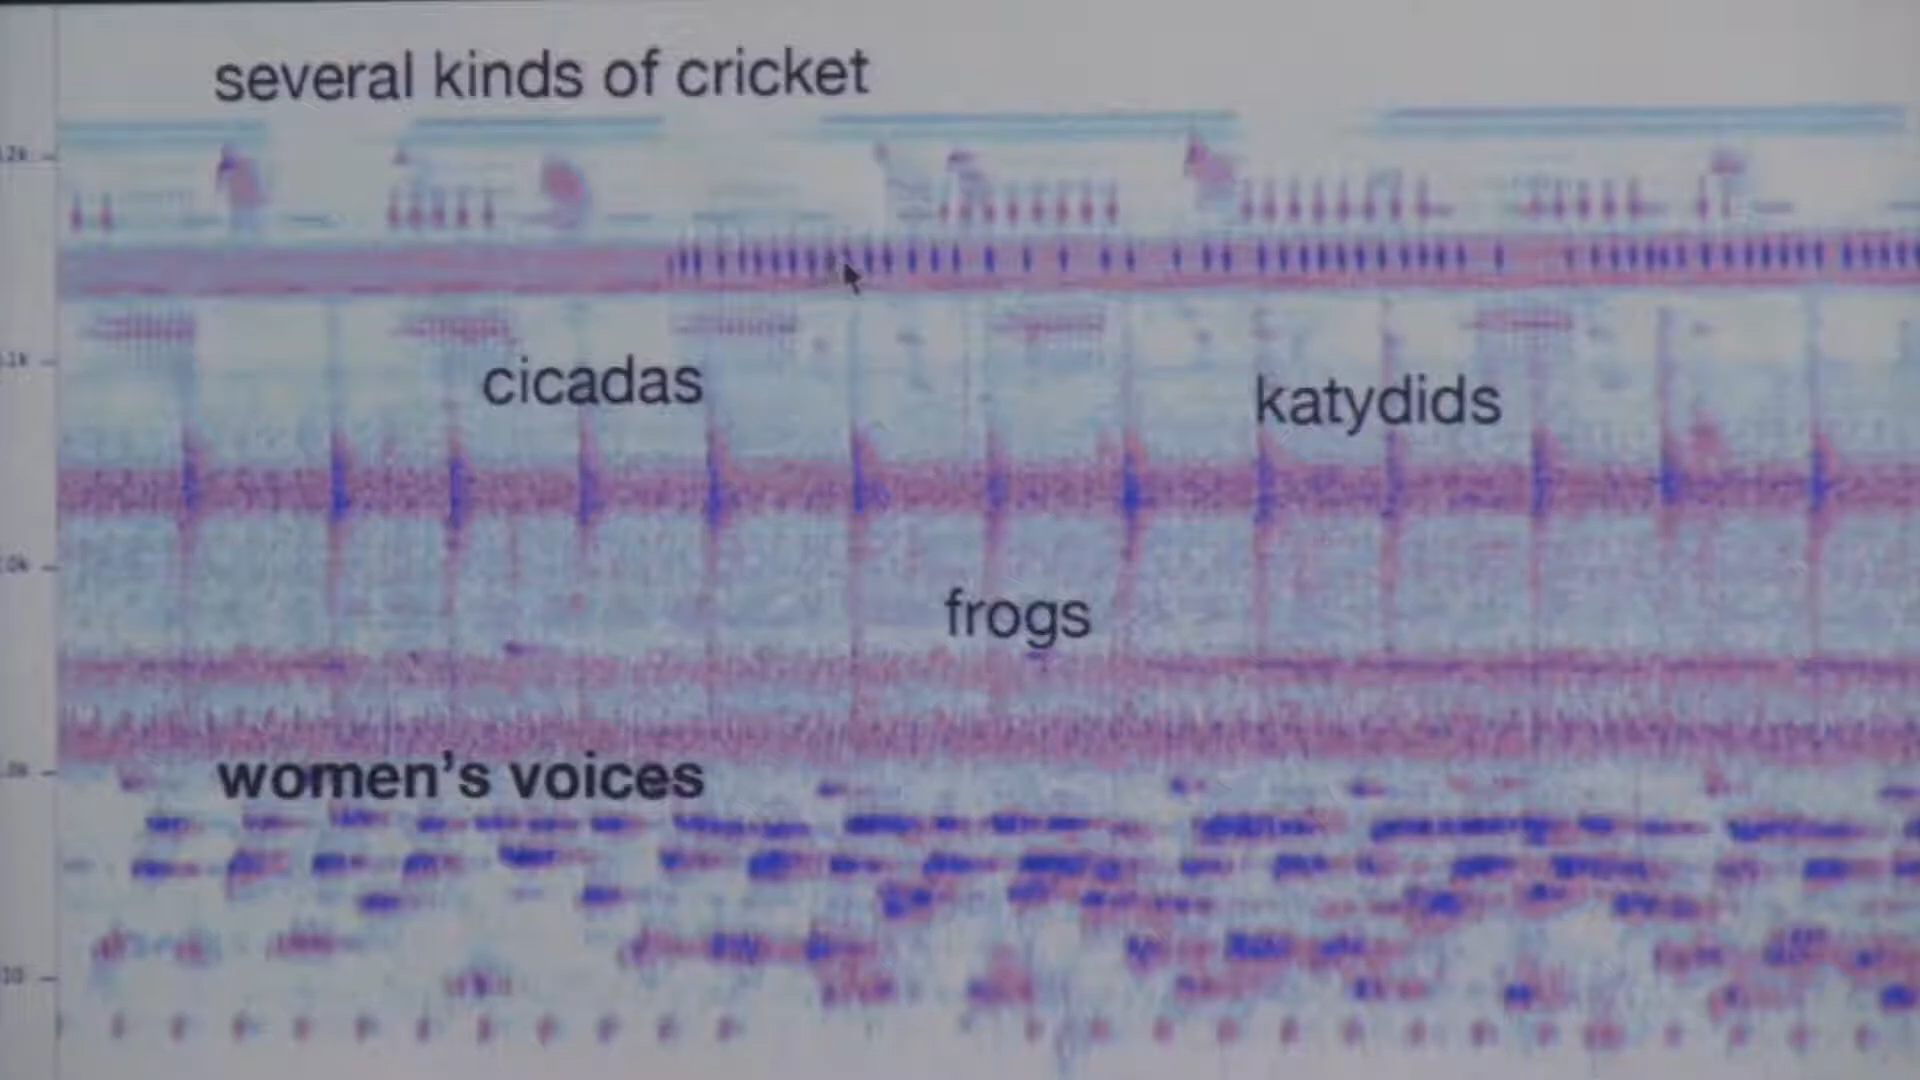 several kinds of cricket
cicadas
katydids
frogs
women's voices